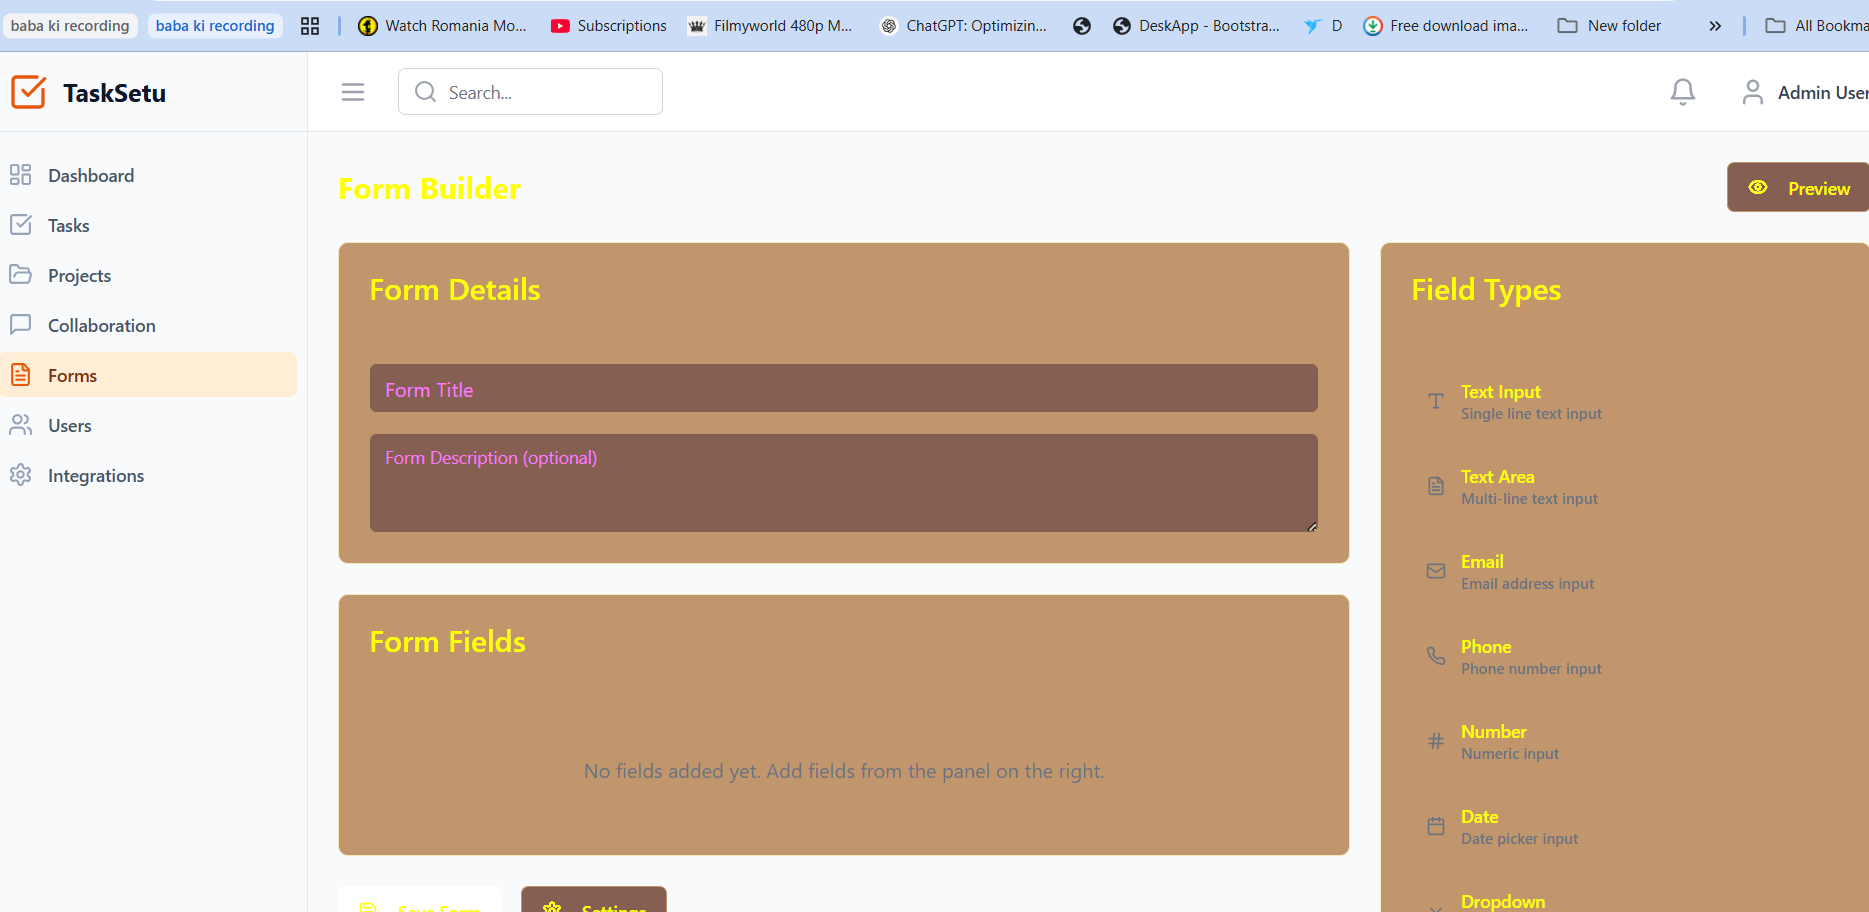 baba ki recording baba ki recording Watch Romania Mo... Subscriptions Filmyworld 480p M... ChatGPT: Optimizin... DeskApp - Bootstra... D Free download ima... New folder » All Bookma
TaskSetu
Search...
Admin User
Dashboard
Tasks
Projects
Collaboration
Forms
Users
Integrations
Form Builder
Preview
Form Details
Form Title
Form Description (optional)
Form Fields
No fields added yet. Add fields from the panel on the right.
Save Form
Settings
Field Types
Text Input
Single line text input
Text Area
Multi-line text input
Email
Email address input
Phone
Phone number input
Number
Numeric input
Date
Date picker input
Dropdown